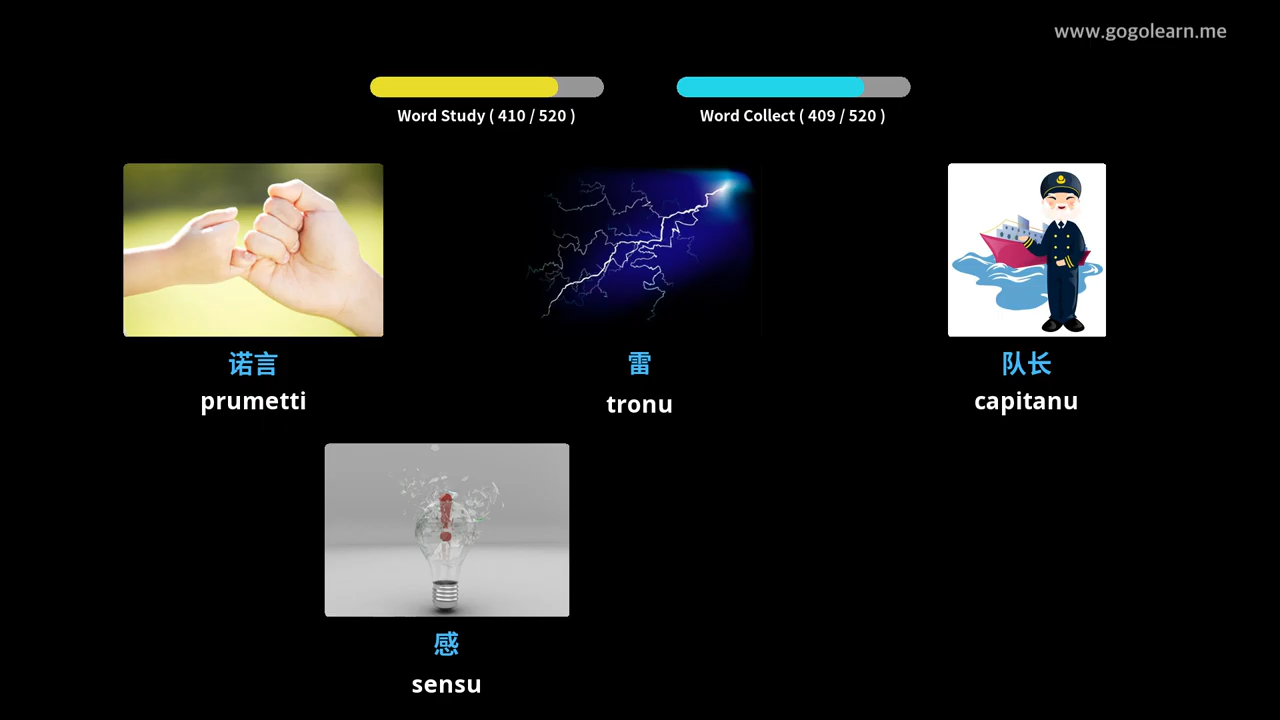 www.gogolearn.me
Word Study ( 410 / 520 )
Word Collect ( 409 / 520 )
诺言
prumetti
雷
tronu
队长
capitanu
感
sensu